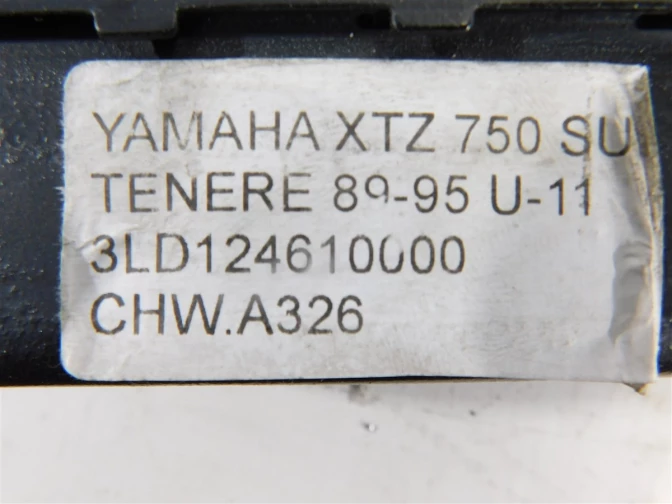 YAMAHA XTZ 750 SU
TENERE 89-95 U-11
3LD124610000
CHW.A326